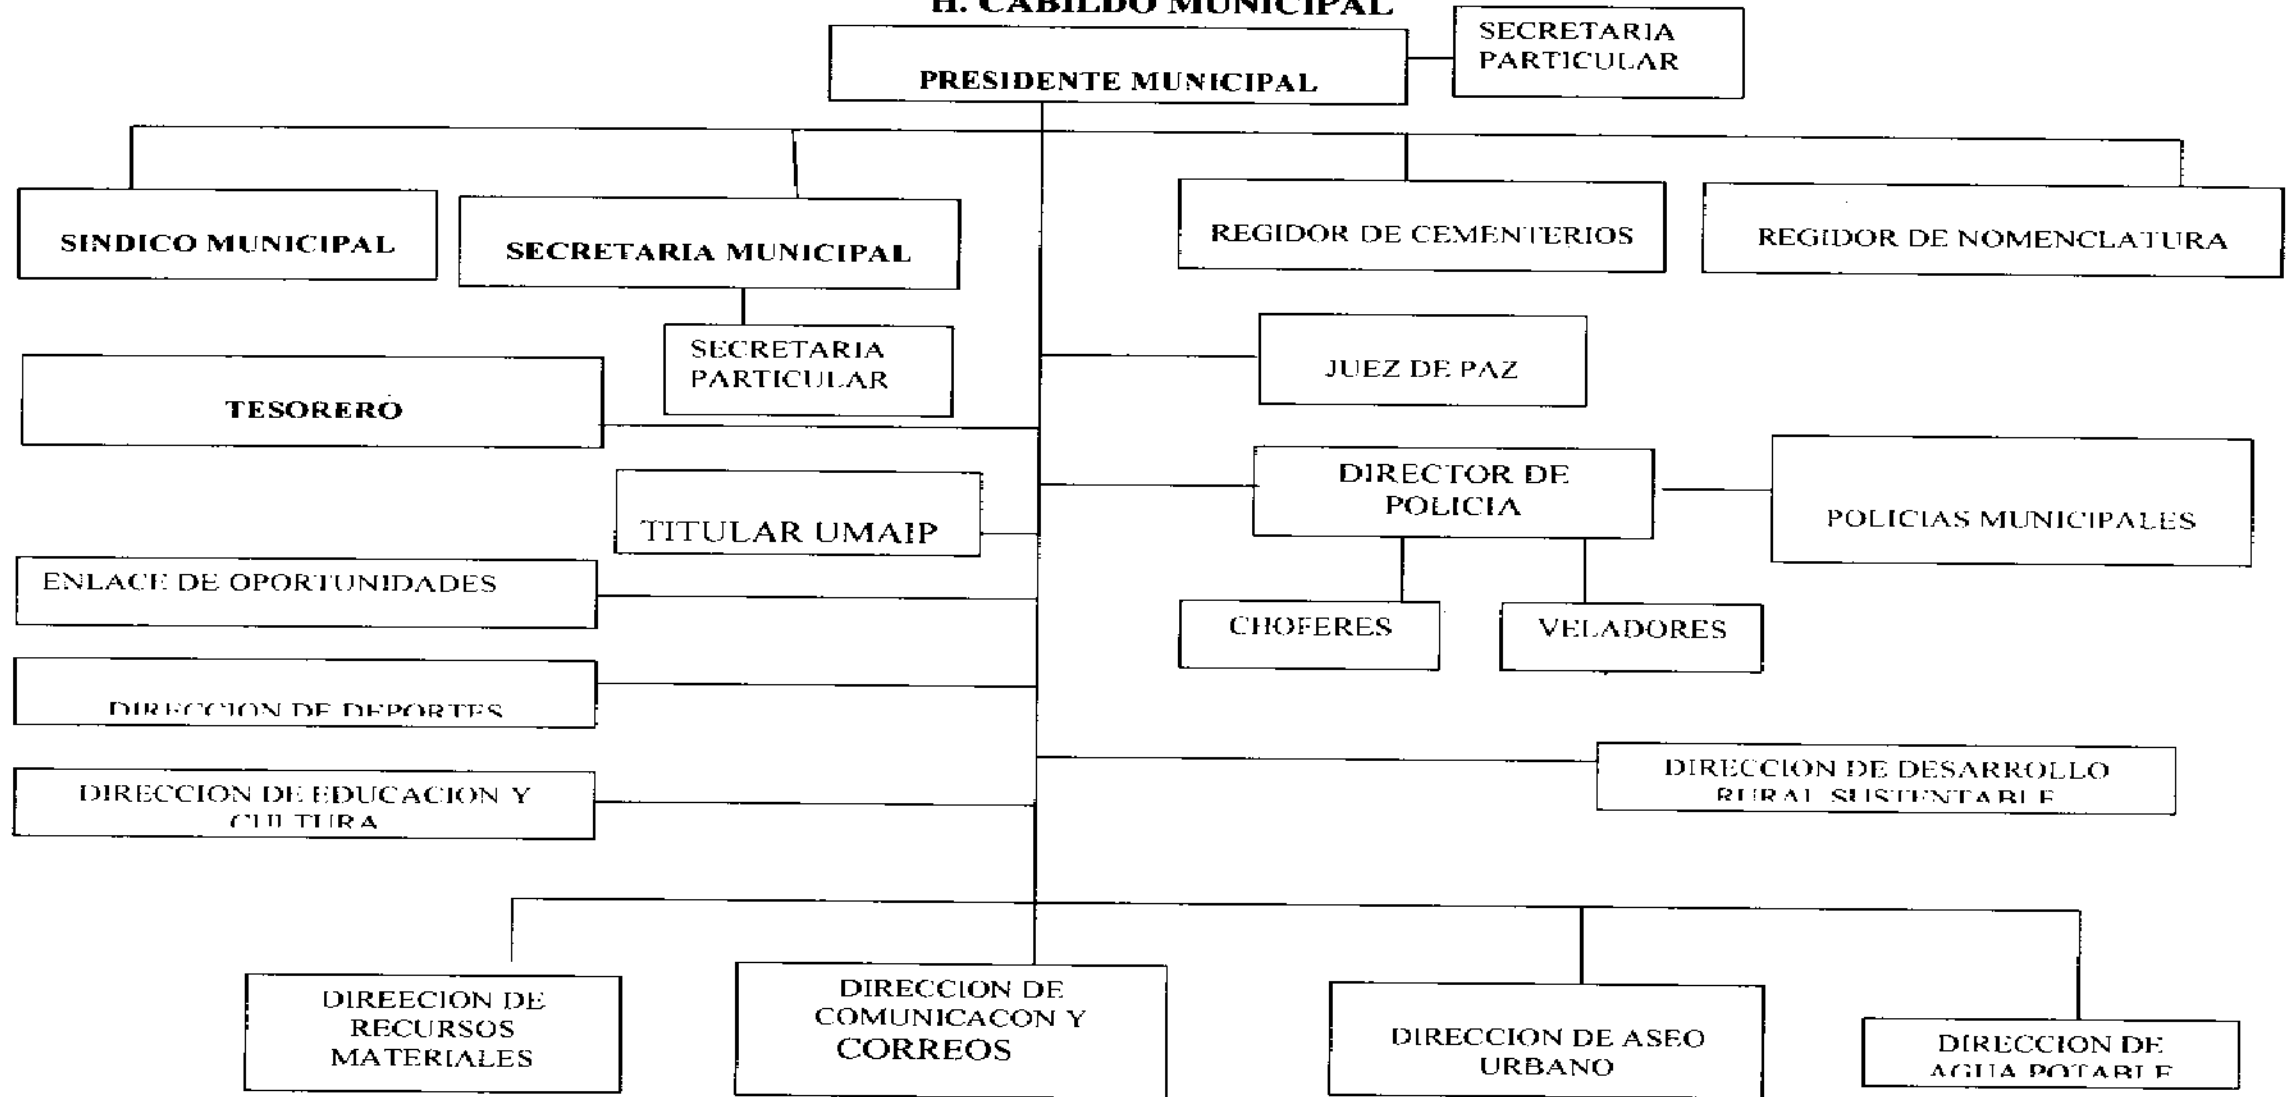 H. CABILDO MUNICIPAL
PRESIDENTE MUNICIPAL
SECRETARIA
PARTICULAR
SINDICO MUNICIPAL
SECRETARIA MUNICIPAL
REGIDOR DE CEMENTERIOS
REGIDOR DE NOMENCLATURA
SECRETARIA
PARTICULAR
JUEZ DE PAZ
TESORERO
DIRECTOR DE
POLICIA
POLICIAS MUNICIPALES
TITULAR UMAIP
ENLACE DE OPORTUNIDADES
CHOFERES
VELADORES
DIRECCION DE DEPORTES
DIRECCION DE DESARROLLO
RURAL SUSTENTABLE
DIRECCION DE EDUCACION Y
CULTURA
DIREECION DE
RECURSOS
MATERIALES
DIRECCION DE
COMUNICACON Y
CORREOS
DIRECCION DE ASEO
URBANO
DIRECCION DE
AGUA POTABLE